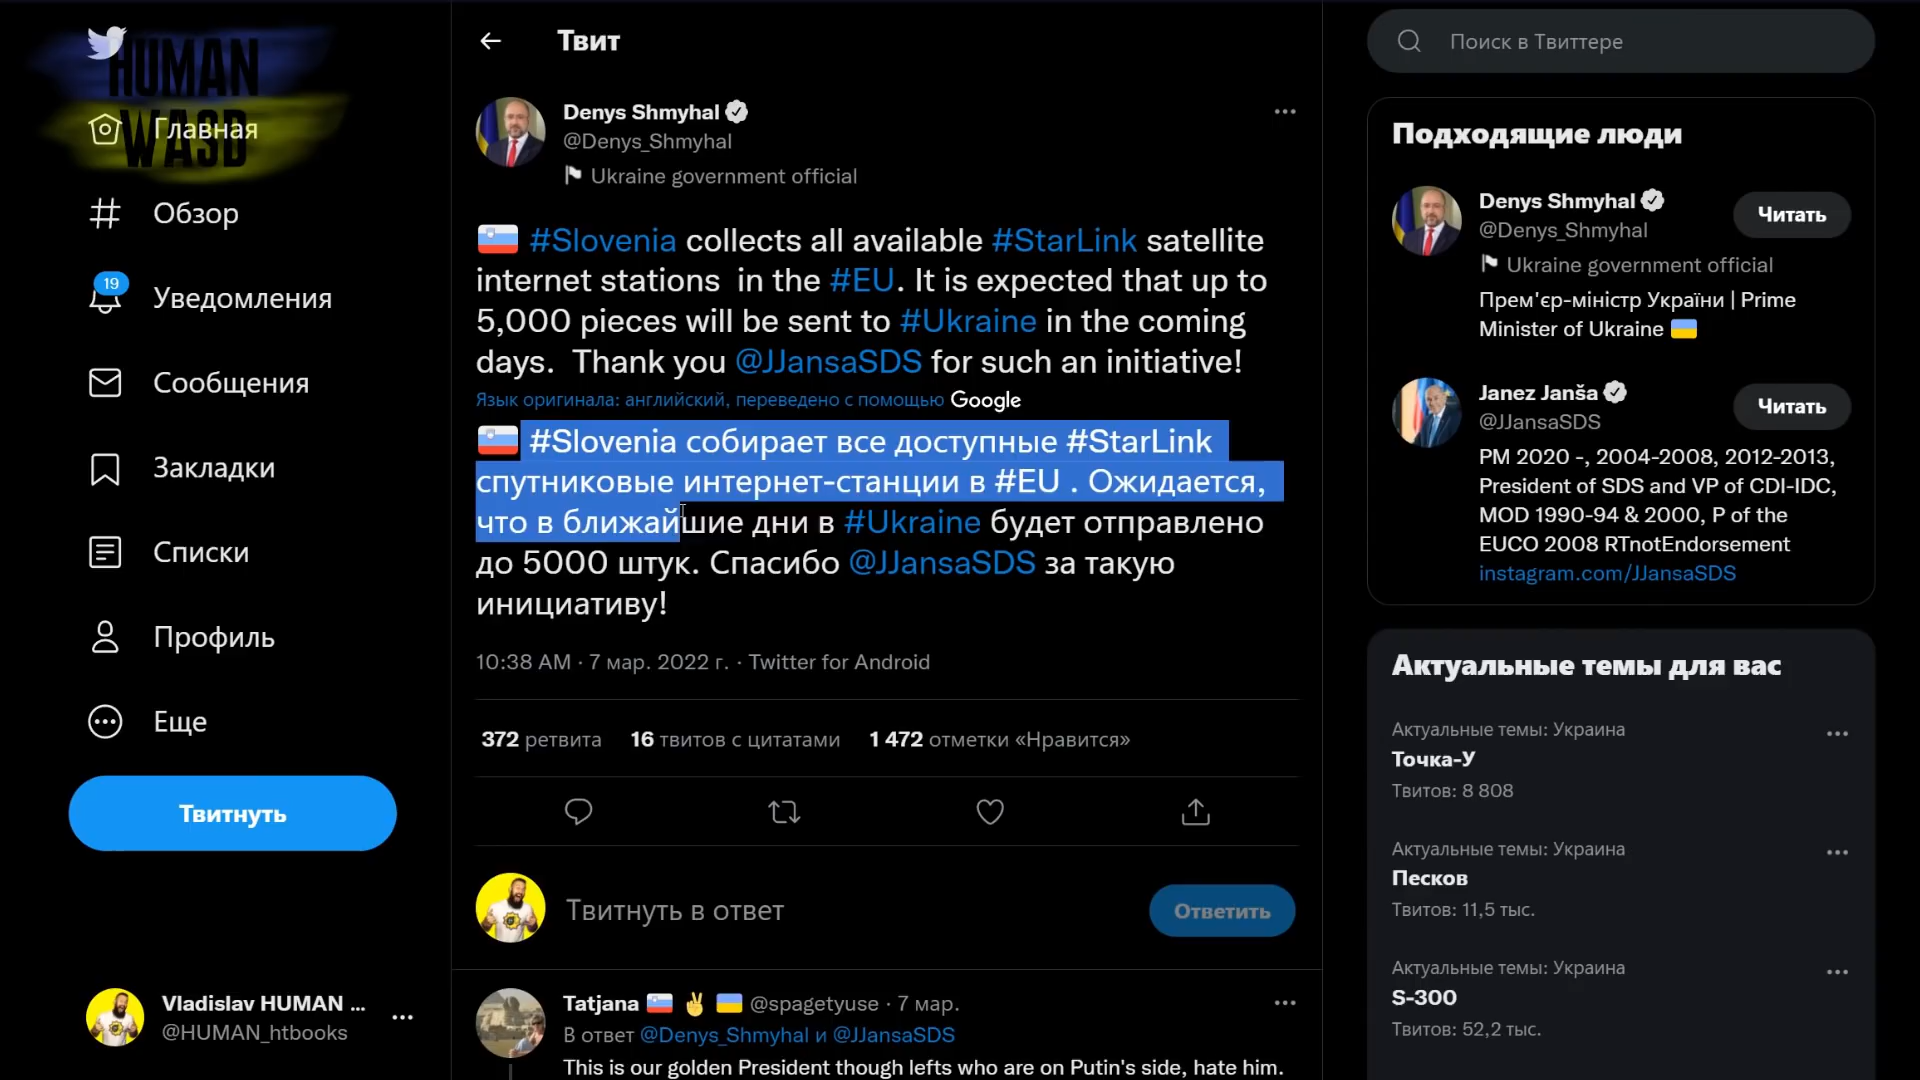 HUMAN
WASD
Главная
Обзор
19
Уведомления
Сообщения
Закладки
Списки
Профиль
Еще
Твитнуть
Vladislav HUMAN ...
@HUMAN_htbooks
Твит
Denys Shmyhal
@Denys_Shmyhal
Ukraine government official
#Slovenia collects all available #StarLink satellite
internet stations in the #EU. It is expected that up to
5,000 pieces will be sent to #Ukraine in the coming
days. Thank you @JJansaSDS for such an initiative!
Язык оригинала: английский, переведено с помощью Google
#Slovenia собирает все доступные #StarLink
спутниковые интернет-станции в #EU . Ожидается,
что в ближайшие дни в #Ukraine будет отправлено
до 5000 штук. Спасибо @JJansaSDS за такую
инициативу!
10:38 AM · 7 мар. 2022 г. · Twitter for Android
372 ретвита 16 твитов с цитатами 1 472 отметки «Нравится»
Твитнуть в ответ
Ответить
Tatjana @spagetyuse · 7 мар.
В ответ @Denys_Shmyhal и @JJansaSDS
This is our golden President though lefts who are on Putin's side, hate him.
Поиск в Твиттере
Подходящие люди
Denys Shmyhal
@Denys_Shmyhal
Читать
Ukraine government official
Прем'єр-міністр України | Prime
Minister of Ukraine
Janez Janša
@JJansaSDS
Читать
PM 2020 -, 2004-2008, 2012-2013,
President of SDS and VP of CDI-IDC,
MOD 1990-94 & 2000, P of the
EUCO 2008 RTnotEndorsement
instagram.com/JJansaSDS
Актуальные темы для вас
Актуальные темы: Украина
Точка-У
Твитов: 8 808
Актуальные темы: Украина
Песков
Твитов: 11,5 тыс.
Актуальные темы: Украина
S-300
Твитов: 52,2 тыс.